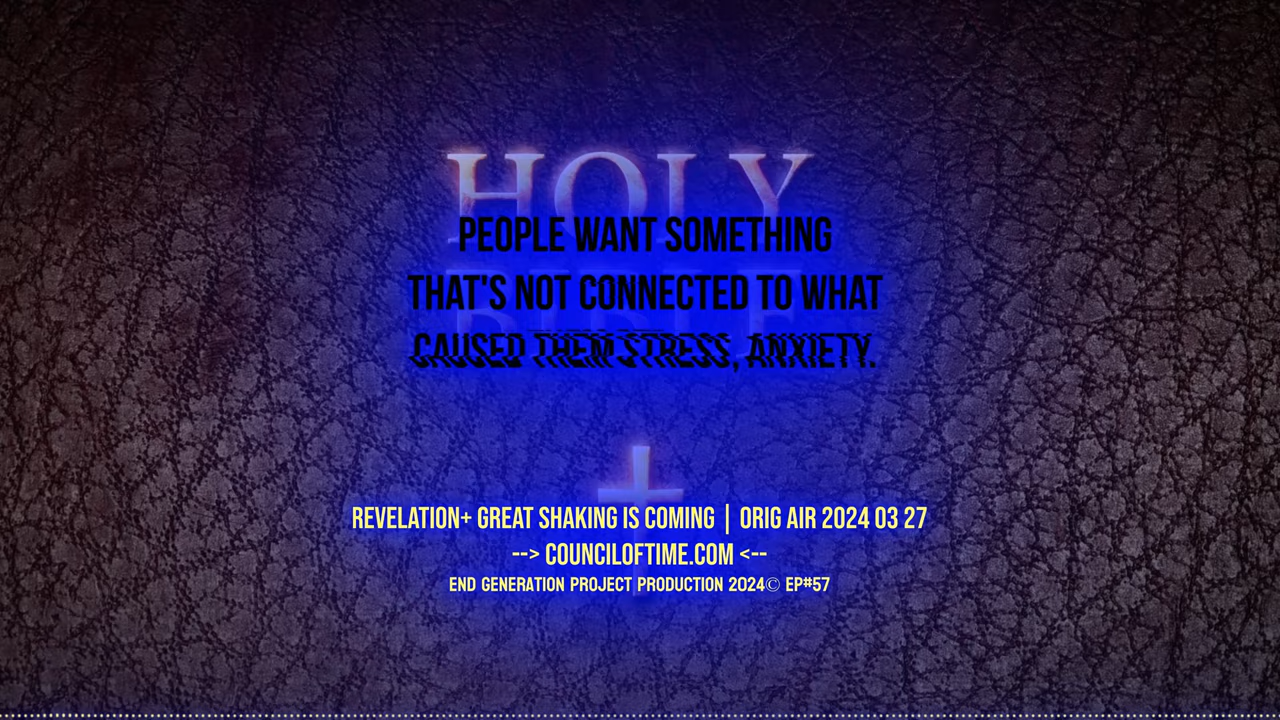 HOLY
BIBLE
PEOPLE WANT SOMETHING
THAT'S NOT CONNECTED TO WHAT
CAUSED THEM STRESS, ANXIETY.
REVELATION+ GREAT SHAKING IS COMING | ORIG AIR 2024 03 27
--> COUNCILOFTIME.COM <--
END GENERATION PROJECT PRODUCTION 2024© EP#57